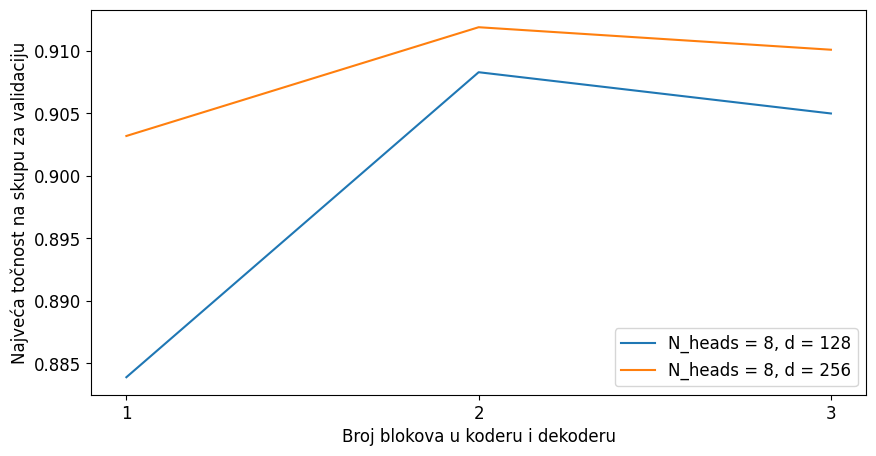 Najveća točnost na skupu za validaciju
0.910
0.905
0.900
0.895
0.890
0.885
1
2
3
Broj blokova u koderu i dekoderu
N_heads = 8, d = 128
N_heads = 8, d = 256